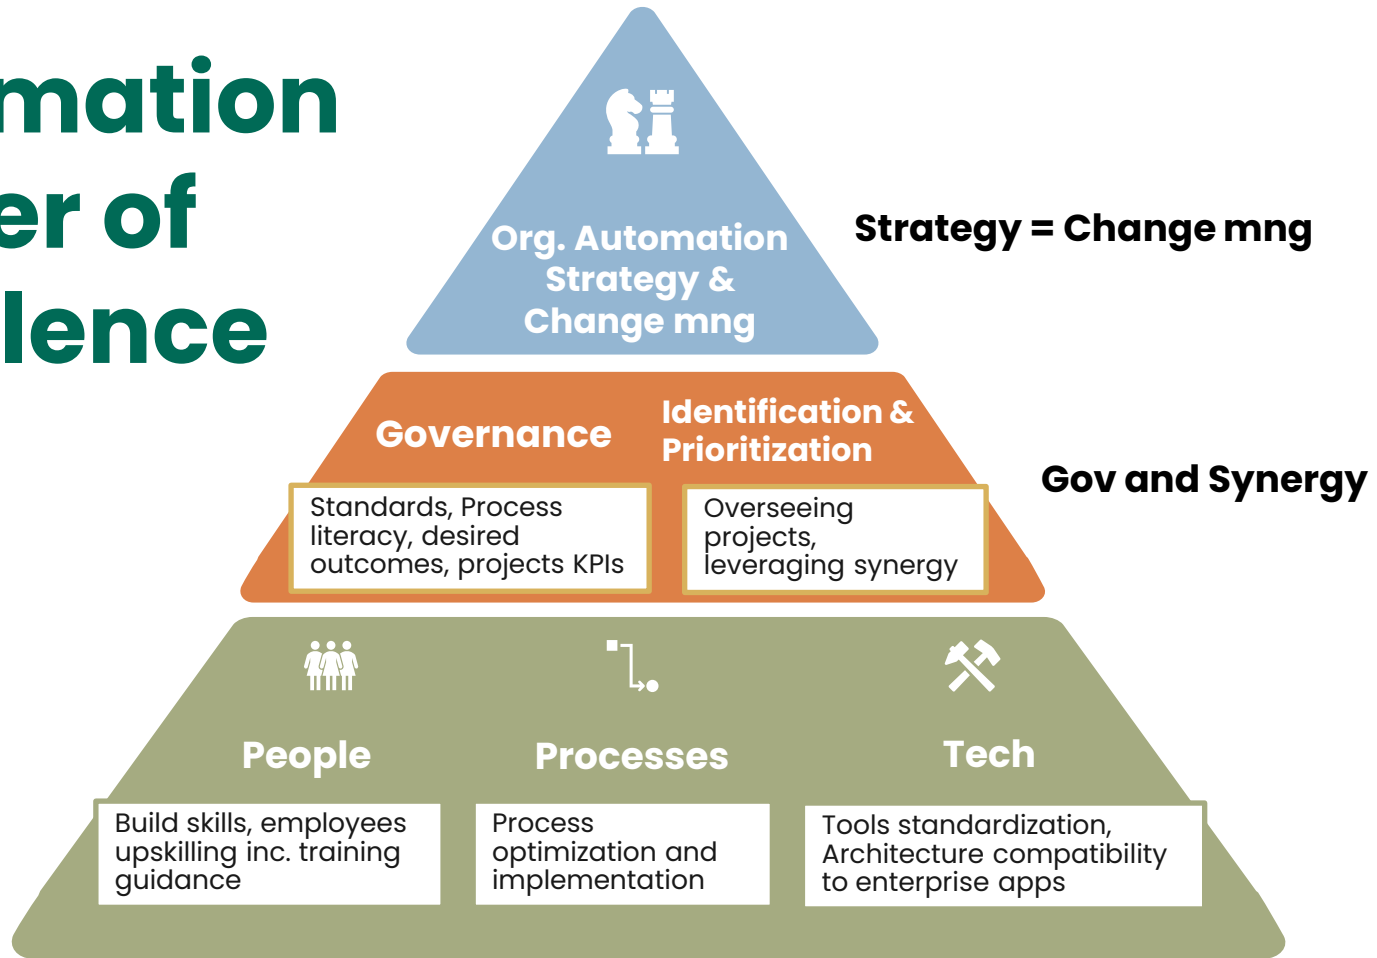 mation
er of
lence
Org. Automation
Strategy &
Change mng
Strategy = Change mng
Governance
Identification &
Prioritization
Gov and Synergy
Standards, Process
literacy, desired
outcomes, projects KPIs
Overseeing
projects,
leveraging synergy
People
Processes
Tech
Build skills, employees
upskilling inc. training
guidance
Process
optimization and
implementation
Tools standardization,
Architecture compatibility
to enterprise apps